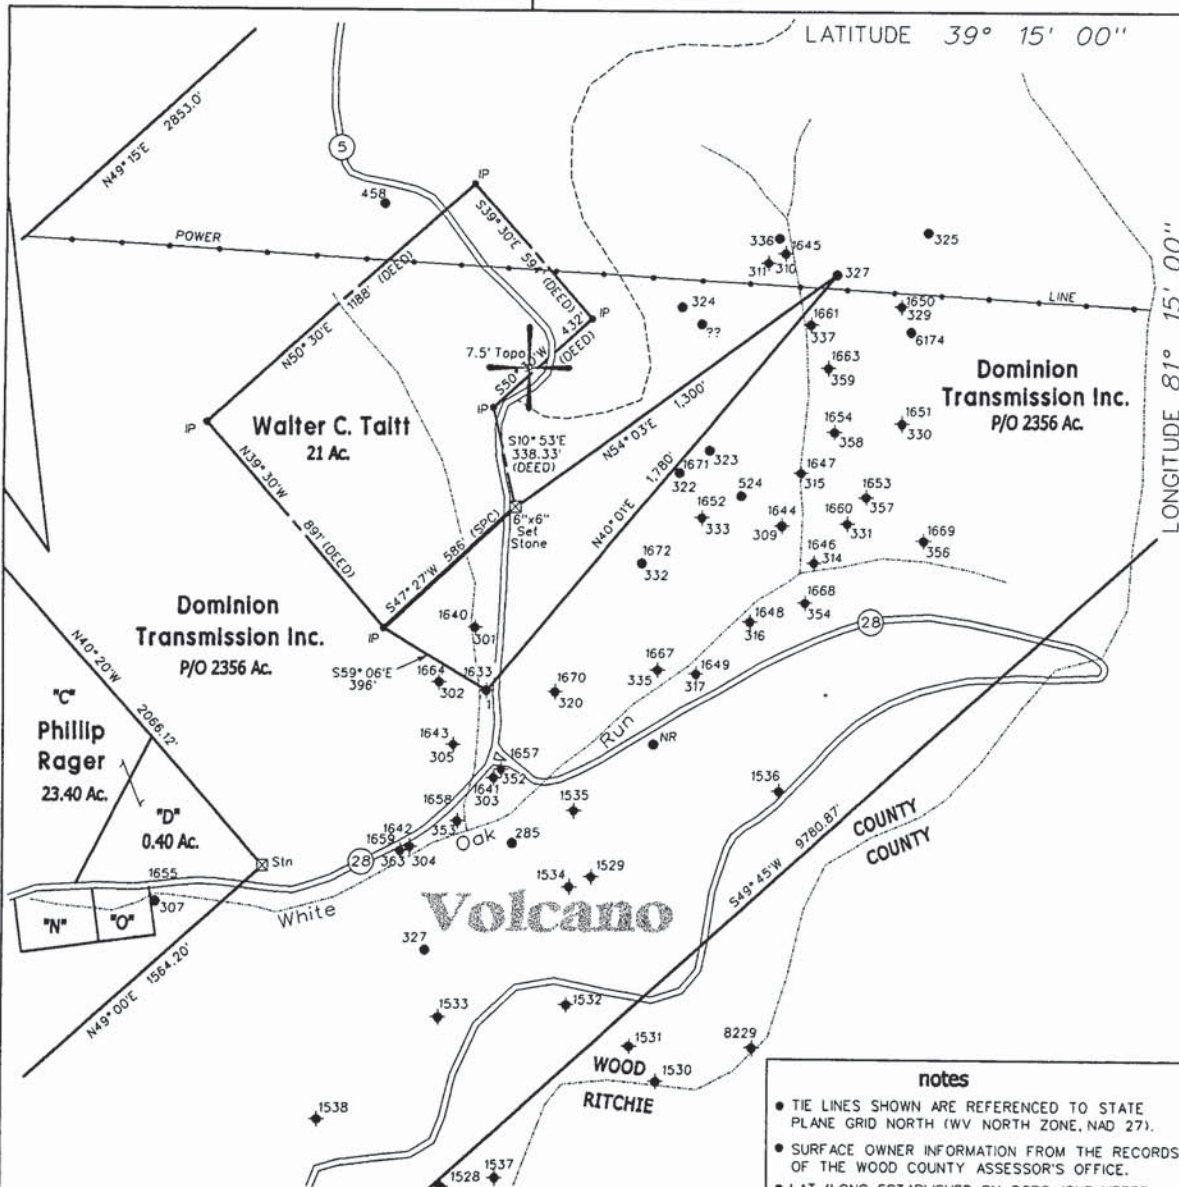 LATITUDE 39° 15' 00"
LONGITUDE 81° 15' 00"
N49° 15'E 2853.0'
5
458
IP
POWER
S39° 30'E 594' (DEED)
N50° 30'E 1188' (DEED)
336
1645
311
310
325
327
324
??
LINE
1650
329
6174
1661
337
1663
359
432'
(DEED)
IP
7.5' Topo
S50° 30'W
IP
IP
Walter C. Taitt
21 Ac.
Dominion
Transmission Inc.
P/O 2356 Ac.
S10° 53'E
338.33'
(DEED)
N54° 03'E 1,300'
N40° 01'E 1,780'
1654
358
1651
330
323
1671
322
524
1647
315
1653
357
1652
333
1644
309
1660
331
1669
356
6"x6"
Set
Stone
N39° 30'W 891' (DEED)
S47° 27'W 586' (SPC)
1672
332
1646
314
1668
354
1648
316
28
Dominion
Transmission Inc.
P/O 2356 Ac.
IP
1640
301
S59° 06'E
396'
1664
302
1633
1
1670
320
1667
335
1649
317
N40° 20'W 2066.12'
"C"
Phillip
Rager
23.40 Ac.
"D"
0.40 Ac.
1643
305
1657
352
1641
303
Run
NR
1536
1535
1658
353
1642
1659
363
304
28
Oak
285
COUNTY
COUNTY
S49° 45'W 9780.87'
Stn
1655
307
"N"
"O"
White
1529
1534
Volcano
327
N49° 00'E 1564.20'
1533
1532
1531
8229
WOOD
1530
RITCHIE
1538
1537
1528
notes
● TIE LINES SHOWN ARE REFERENCED TO STATE
PLANE GRID NORTH (WV NORTH ZONE, NAD 27).
● SURFACE OWNER INFORMATION FROM THE RECORDS
OF THE WOOD COUNTY ASSESSOR'S OFFICE.